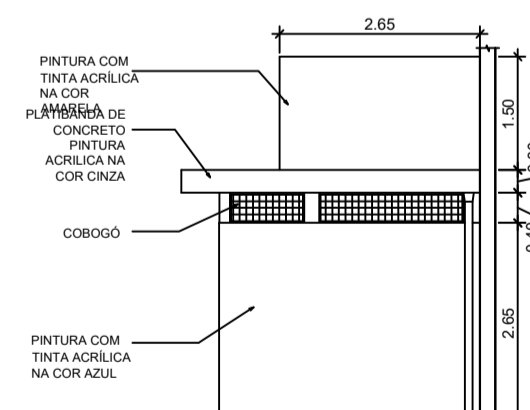 2.65
PINTURA COM
TINTA ACRÍLICA
NA COR
AMARELA
PLATIBANDA DE
CONCRETO
PINTURA
ACRILICA NA
COR CINZA
COBOGÓ
PINTURA COM
TINTA ACRÍLICA
NA COR AZUL
1.50
2.65